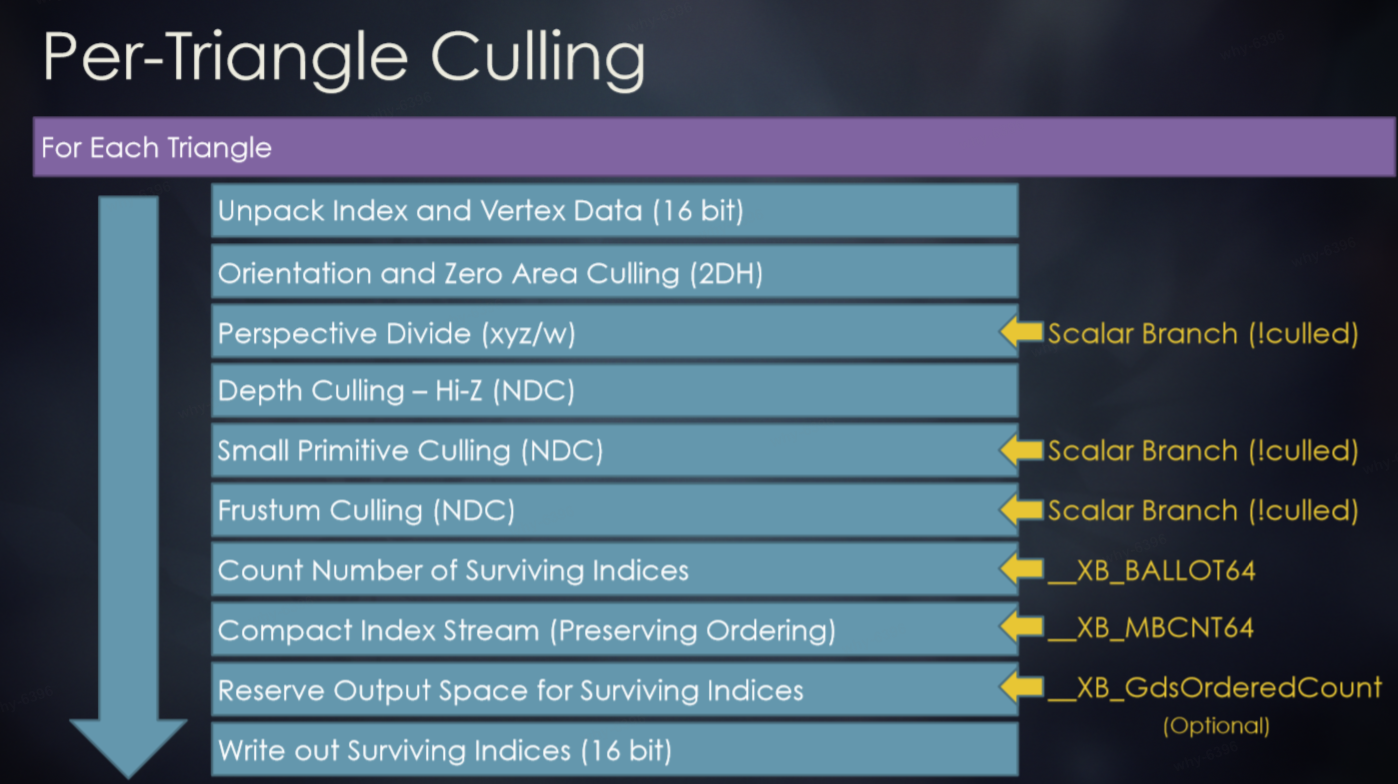 Per-Triangle Culling
For Each Triangle
Unpack Index and Vertex Data (16 bit)
Orientation and Zero Area Culling (2DH)
Perspective Divide (xyz/w)
Scalar Branch (!culled)
Depth Culling – Hi-Z (NDC)
Small Primitive Culling (NDC)
Scalar Branch (!culled)
Frustum Culling (NDC)
Scalar Branch (!culled)
Count Number of Surviving Indices
__XB_BALLOT64
Compact Index Stream (Preserving Ordering)
__XB_MBCNT64
Reserve Output Space for Surviving Indices
__XB_GdsOrderedCount
(Optional)
Write out Surviving Indices (16 bit)